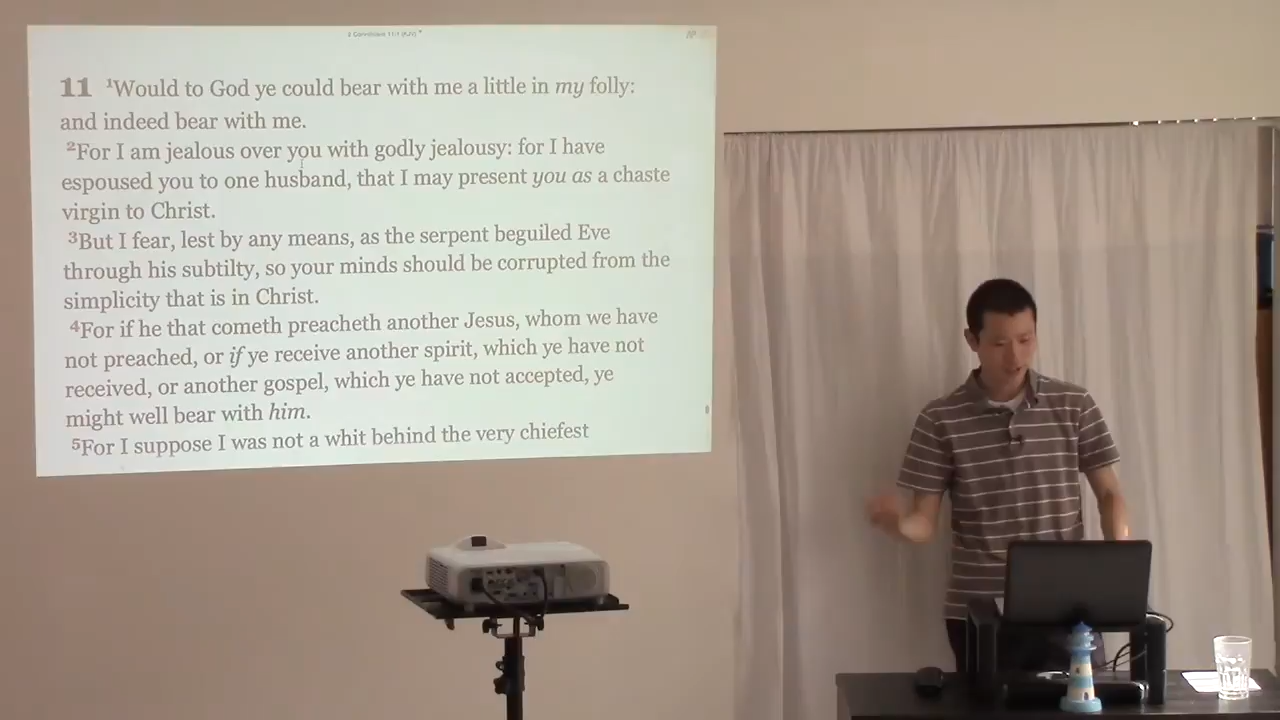 2 Corinthians 11:1 (KJV)
11 ¹Would to God ye could bear with me a little in my folly:
and indeed bear with me.
²For I am jealous over you with godly jealousy: for I have
espoused you to one husband, that I may present you as a chaste
virgin to Christ.
³But I fear, lest by any means, as the serpent beguiled Eve
through his subtilty, so your minds should be corrupted from the
simplicity that is in Christ.
⁴For if he that cometh preacheth another Jesus, whom we have
not preached, or if ye receive another spirit, which ye have not
received, or another gospel, which ye have not accepted, ye
might well bear with him.
⁵For I suppose I was not a whit behind the very chiefest